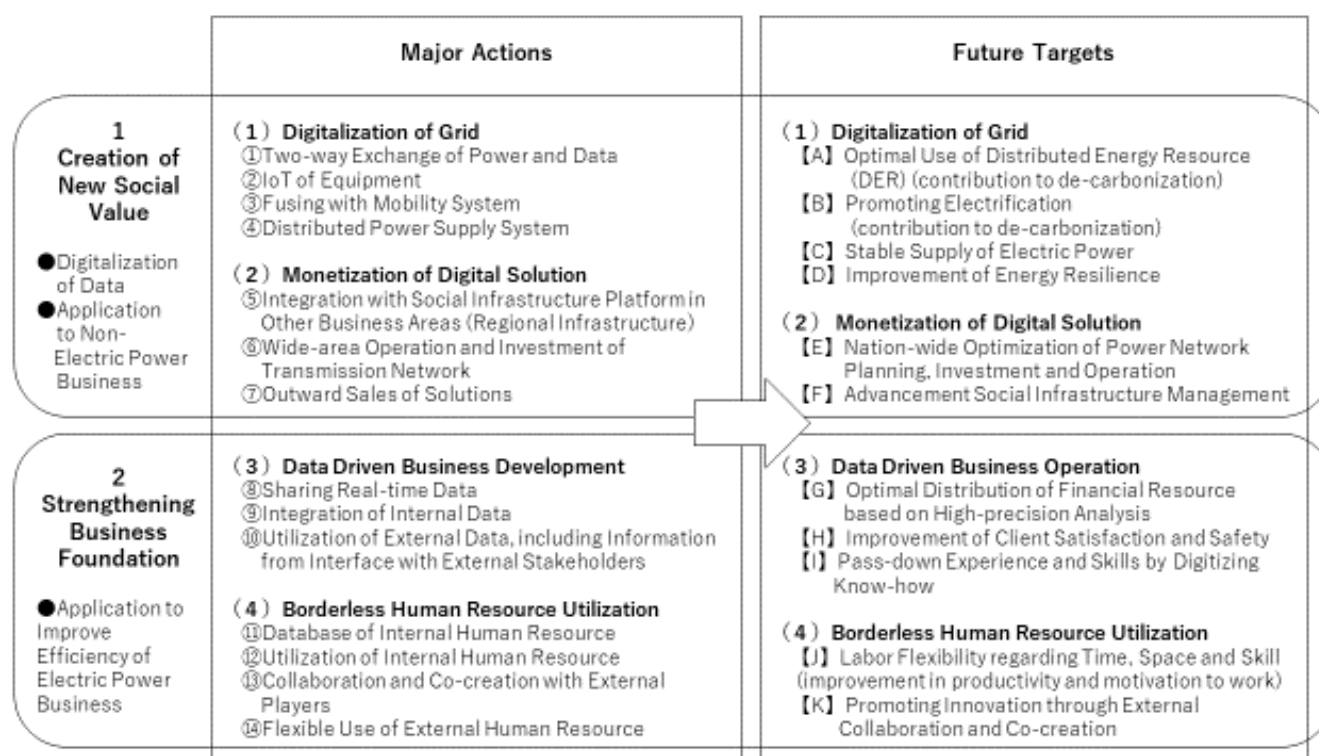 Major Actions
Future Targets
1
Creation of
New Social
Value
●Digitalization
of Data
●Application
to Non-
Electric Power
Business
（1）Digitalization of Grid
①Two-way Exchange of Power and Data
②IoT of Equipment
③Fusing with Mobility System
④Distributed Power Supply System
（2）Monetization of Digital Solution
⑤Integration with Social Infrastructure Platform in
Other Business Areas (Regional Infrastructure)
⑥Wide-area Operation and Investment of
Transmission Network
⑦Outward Sales of Solutions
（1）Digitalization of Grid
【A】Optimal Use of Distributed Energy Resource
(DER) (contribution to de-carbonization)
【B】Promoting Electrification
(contribution to de-carbonization)
【C】Stable Supply of Electric Power
【D】Improvement of Energy Resilience
（2）Monetization of Digital Solution
【E】Nation-wide Optimization of Power Network
Planning, Investment and Operation
【F】Advancement Social Infrastructure Management
2
Strengthening
Business
Foundation
●Application to
Improve
Efficiency of
Electric Power
Business
（3）Data Driven Business Development
⑧Sharing Real-time Data
⑨Integration of Internal Data
⑩Utilization of External Data, including Information
from Interface with External Stakeholders
（4）Borderless Human Resource Utilization
⑪Database of Internal Human Resource
⑫Utilization of Internal Human Resource
⑬Collaboration and Co-creation with External
Players
⑭Flexible Use of External Human Resource
（3）Data Driven Business Operation
【G】Optimal Distribution of Financial Resource
based on High-precision Analysis
【H】Improvement of Client Satisfaction and Safety
【I】Pass-down Experience and Skills by Digitizing
Know-how
（4）Borderless Human Resource Utilization
【J】Labor Flexibility regarding Time, Space and Skill
(improvement in productivity and motivation to work)
【K】Promoting Innovation through External
Collaboration and Co-creation